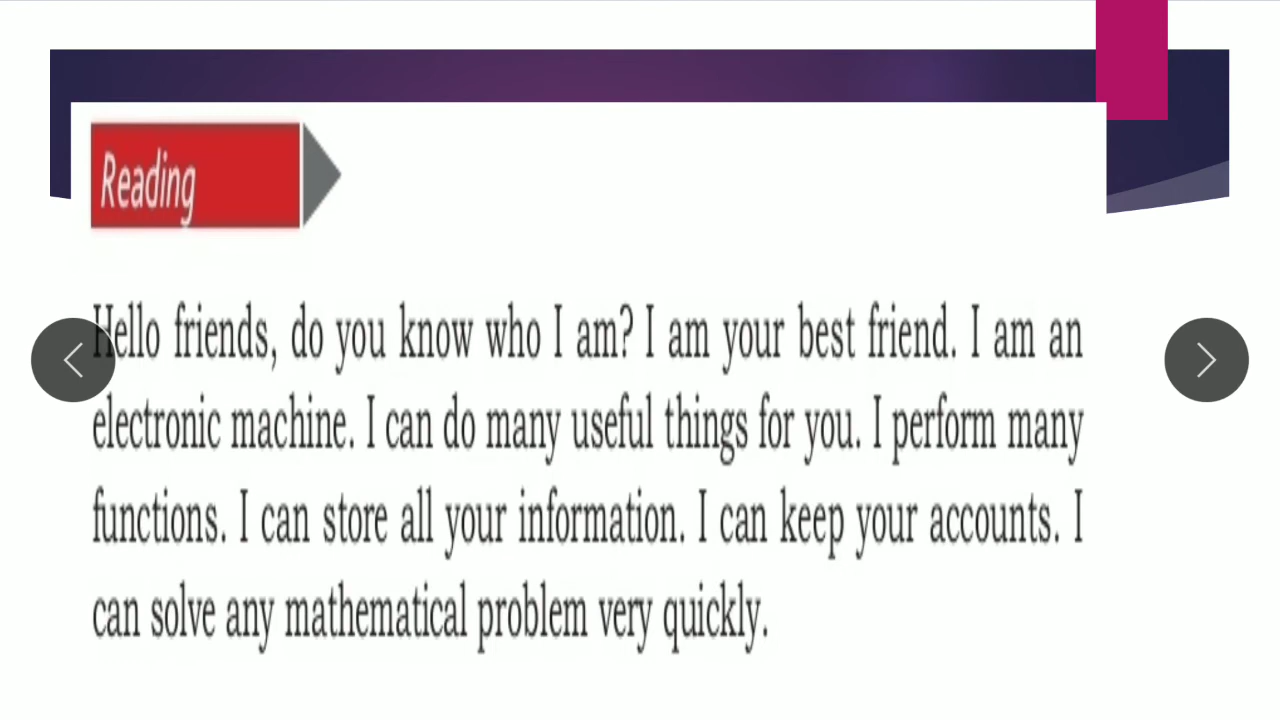 Reading
Hello friends, do you know who I am? I am your best friend. I am an
electronic machine. I can do many useful things for you. I perform many
functions. I can store all your information. I can keep your accounts. I
can solve any mathematical problem very quickly.